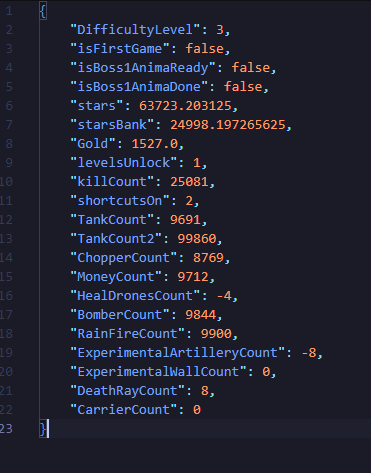 1 {
2 "DifficultyLevel": 3,
3 "isFirstGame": false,
4 "isBoss1AnimaReady": false,
5 "isBoss1AnimaDone": false,
6 "stars": 63723.203125,
7 "starsBank": 24998.197265625,
8 "Gold": 1527.0,
9 "levelsUnlock": 1,
10 "killCount": 25081,
11 "shortcutsOn": 2,
12 "TankCount": 9691,
13 "TankCount2": 99860,
14 "ChopperCount": 8769,
15 "MoneyCount": 9712,
16 "HealDronesCount": -4,
17 "BomberCount": 9844,
18 "RainFireCount": 9900,
19 "ExperimentalArtilleryCount": -8,
20 "ExperimentalWallCount": 0,
21 "DeathRayCount": 8,
22 "CarrierCount": 0
23 }